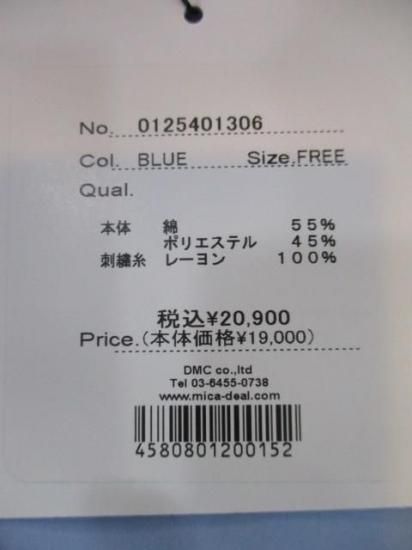 No. 0125401306
Col. BLUE Size.FREE
Qual.
本体 綿 55%
ポリエステル 45%
刺繍糸 レーヨン 100%
税込¥20,900
Price.(本体価格¥19,000)
DMC co.,ltd
Tel 03-6455-0738
www.mica-deal.com
4580801200152